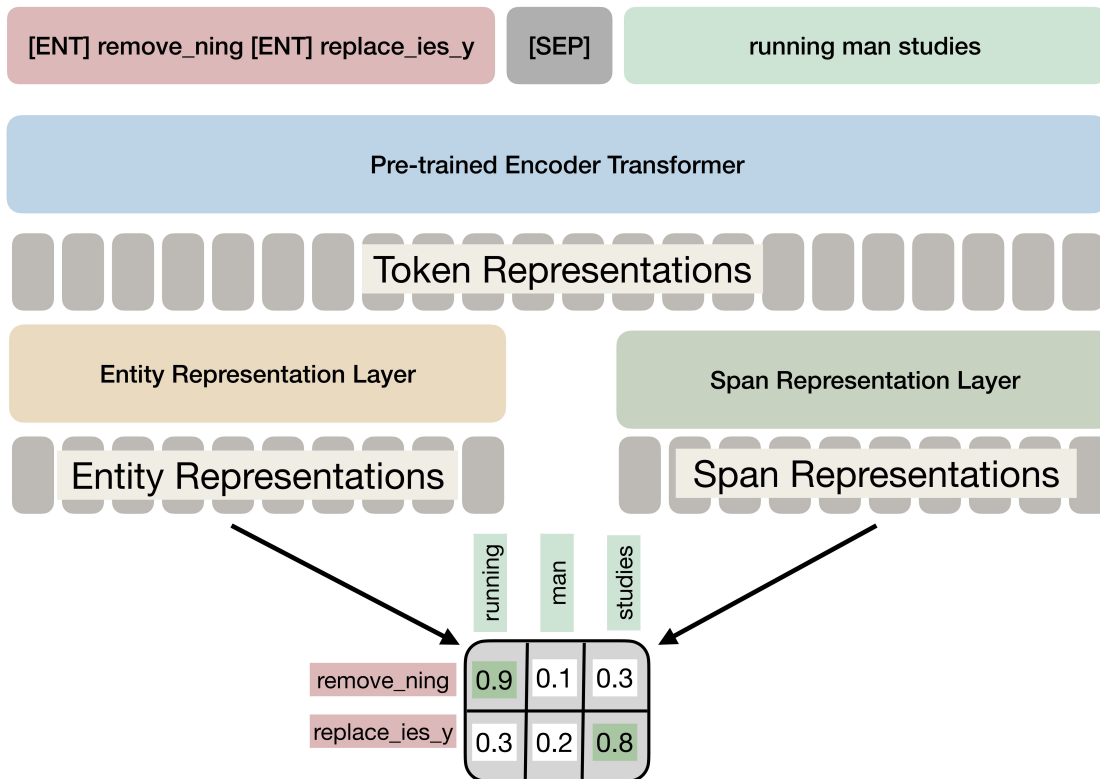 [ENT] remove_ning [ENT] replace_ies_y
[SEP]
running man studies
Pre-trained Encoder Transformer
Token Representations
Entity Representation Layer
Span Representation Layer
Entity Representations
Span Representations
running
man
studies
remove_ning
0.9 0.1 0.3
replace_ies_y
0.3 0.2 0.8